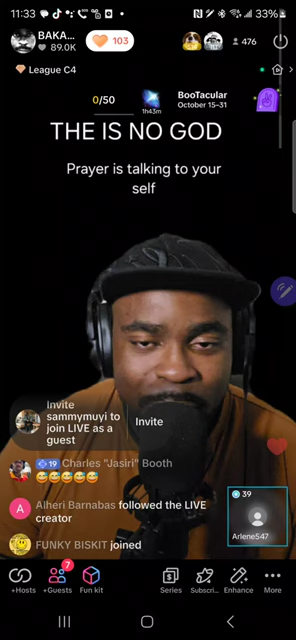 11:33
33%
BAKA...
89.0K
103
476
League C4
0/50
1h43m
BooTacular
October 15–31
THE IS NO GOD
Prayer is talking to your
self
Invite
sammymuyi to
join LIVE as a
guest
Invite
19 Charles "Jasiri" Booth
A
Alheri Barnabas followed the LIVE
creator
FUNKY BISKIT joined
39
Arlene547
7
+Hosts
+Guests
Fun kit
Series
Subscri...
Enhance
More